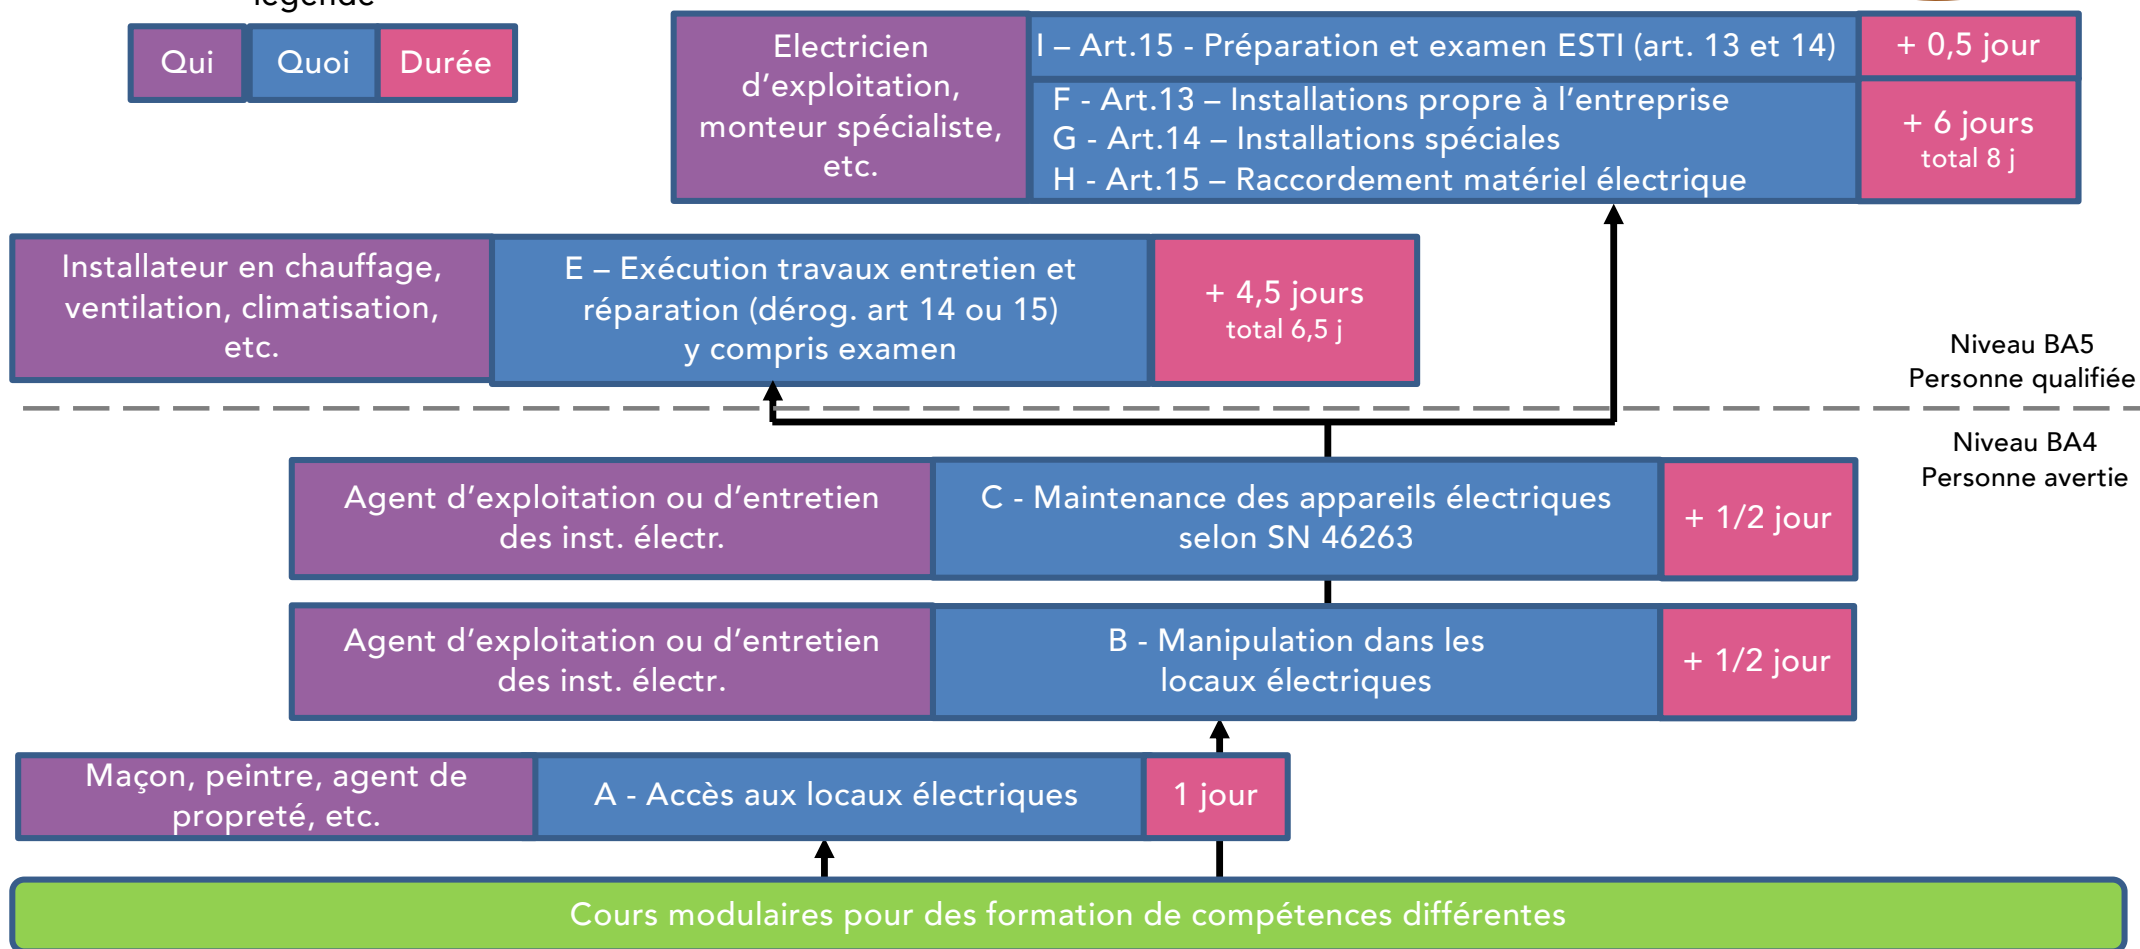 légende
Qui
Quoi
Durée
Electricien
d’exploitation,
monteur spécialiste,
etc.
I – Art.15 - Préparation et examen ESTI (art. 13 et 14)
+ 0,5 jour
F - Art.13 – Installations propre à l’entreprise
G - Art.14 – Installations spéciales
H - Art.15 – Raccordement matériel électrique
+ 6 jours
total 8 j
Installateur en chauffage,
ventilation, climatisation,
etc.
E – Exécution travaux entretien et
réparation (dérog. art 14 ou 15)
y compris examen
+ 4,5 jours
total 6,5 j
Niveau BA5
Personne qualifiée
Niveau BA4
Personne avertie
Agent d’exploitation ou d’entretien
des inst. électr.
C - Maintenance des appareils électriques
selon SN 46263
+ 1/2 jour
Agent d’exploitation ou d’entretien
des inst. électr.
B - Manipulation dans les
locaux électriques
+ 1/2 jour
Maçon, peintre, agent de
propreté, etc.
A - Accès aux locaux électriques
1 jour
Cours modulaires pour des formation de compétences différentes